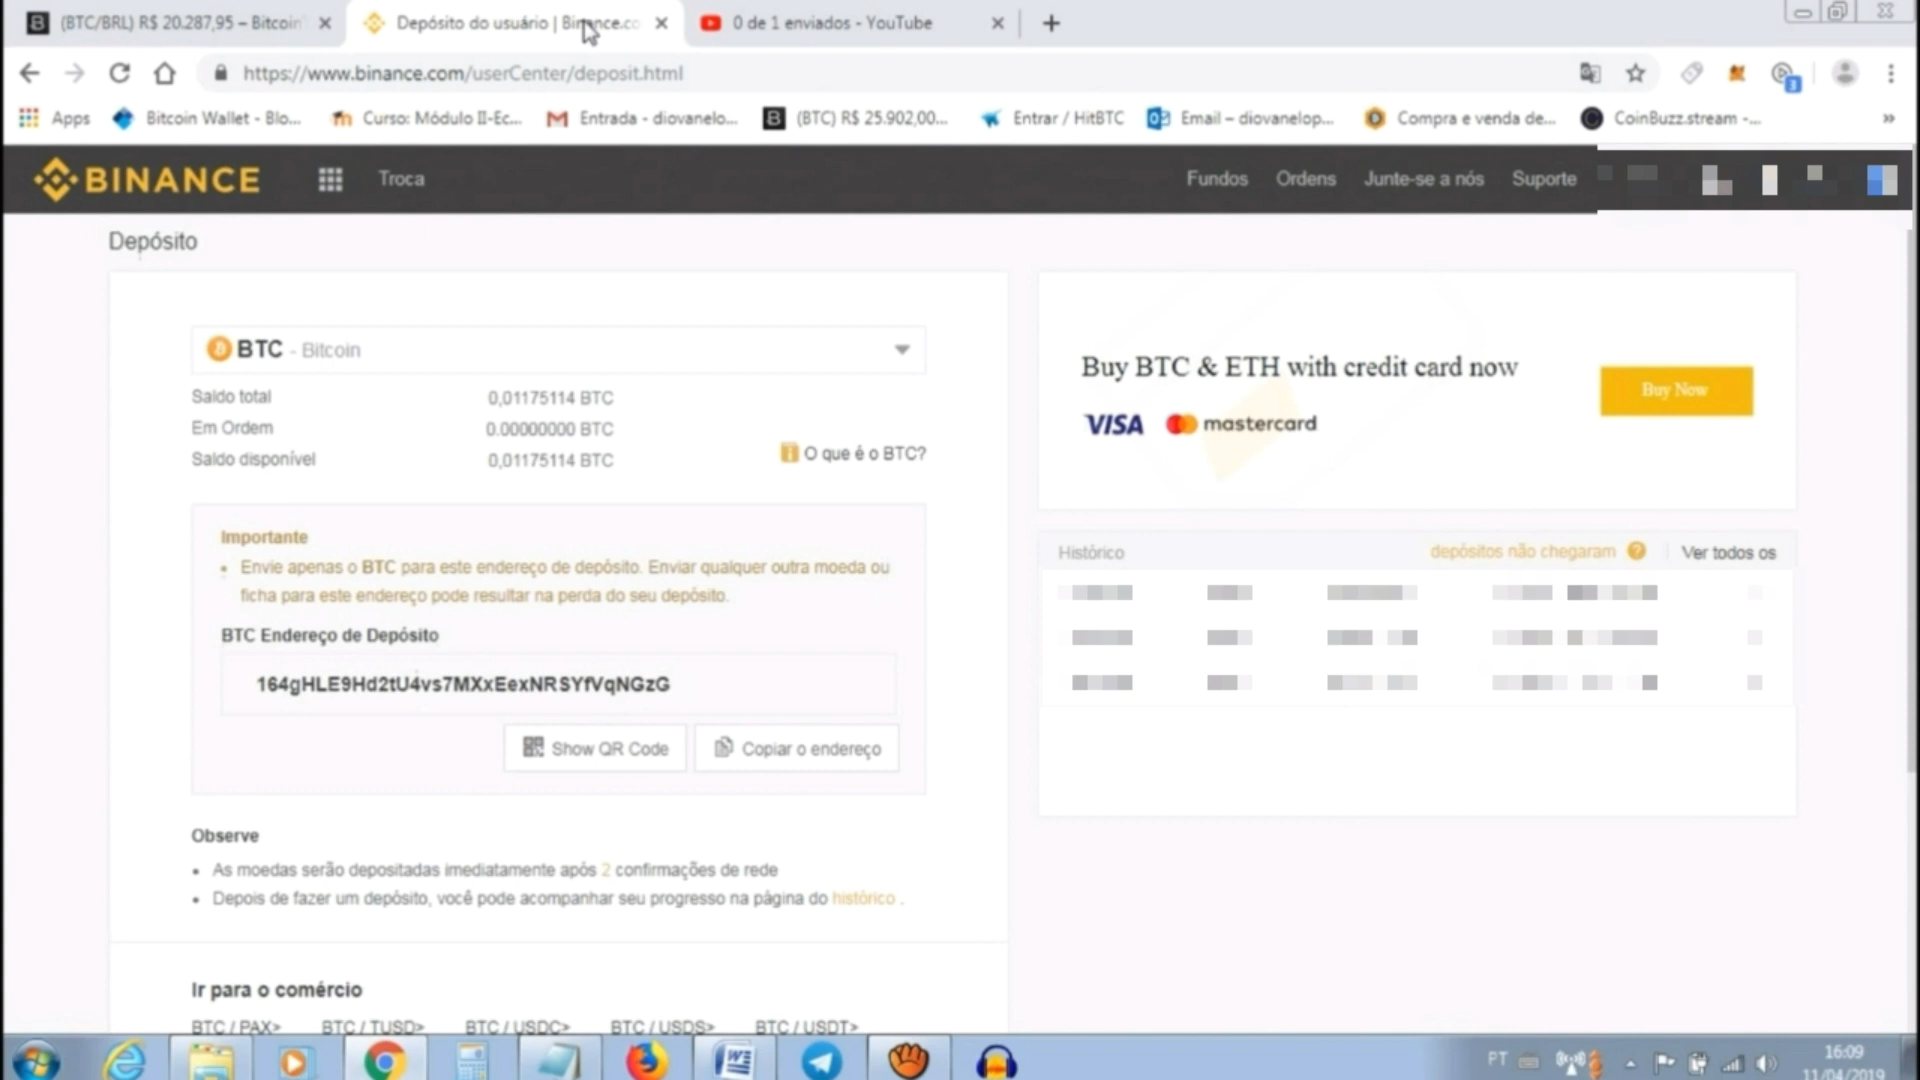 (BTC/BRL) R$ 20.287,95 – Bitcoin
Depósito do usuário | Binance.co
0 de 1 enviados - YouTube
https://www.binance.com/userCenter/deposit.html
3
Apps
Bitcoin Wallet - Blo...
Curso: Módulo II-Ec...
Entrada - diovanelo...
(BTC) R$ 25.902,00...
Entrar / HitBTC
Email – diovanelop...
Compra e venda de...
CoinBuzz.stream -...
»
BINANCE
Troca
Fundos
Ordens
Junte-se a nós
Suporte
Depósito
BTC - Bitcoin
Saldo total 0,01175114 BTC
Em Ordem 0.00000000 BTC
Saldo disponível 0,01175114 BTC
O que é o BTC?
Importante
• Envie apenas o BTC para este endereço de depósito. Enviar qualquer outra moeda ou
ficha para este endereço pode resultar na perda do seu depósito.
BTC Endereço de Depósito
164gHLE9Hd2tU4vs7MXxEexNRSYfVqNGzG
Show QR Code
Copiar o endereço
Observe
• As moedas serão depositadas imediatamente após 2 confirmações de rede
• Depois de fazer um depósito, você pode acompanhar seu progresso na página do histórico .
Ir para o comércio
BTC / PAX>
BTC / TUSD>
BTC / USDC>
BTC / USDS>
BTC / USDT>
Buy BTC & ETH with credit card now
VISA
mastercard
Buy Now
Histórico
depósitos não chegaram
?
Ver todos os
PT
16:09
11/04/2019